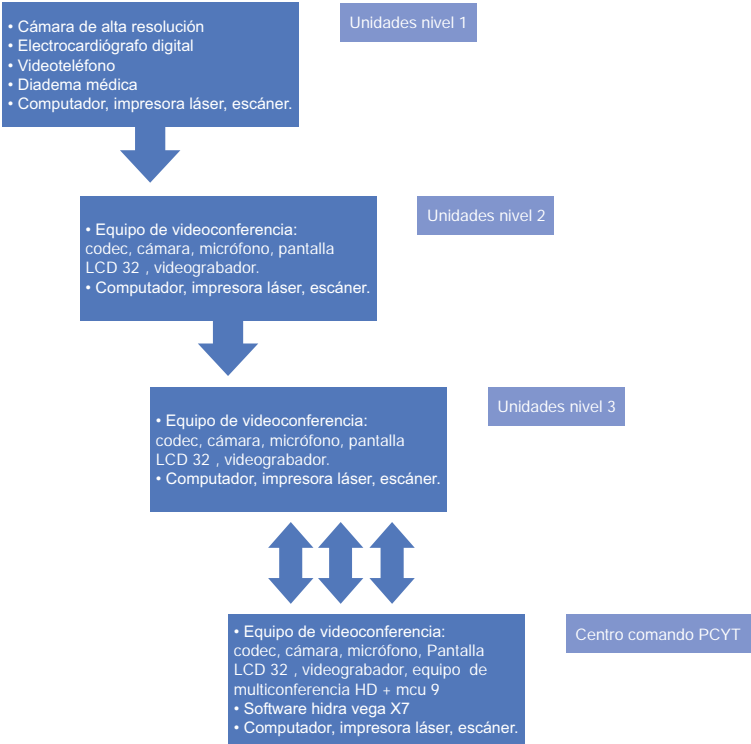 • Cámara de alta resolución
• Electrocardiógrafo digital
• Videoteléfono
• Diadema médica
• Computador, impresora láser, escáner.
Unidades nivel 1
• Equipo de videoconferencia:
codec, cámara, micrófono, pantalla
LCD 32 , videograbador.
• Computador, impresora láser, escáner.
Unidades nivel 2
• Equipo de videoconferencia:
codec, cámara, micrófono, pantalla
LCD 32 , videograbador.
• Computador, impresora láser, escáner.
Unidades nivel 3
• Equipo de videoconferencia:
codec, cámara, micrófono, Pantalla
LCD 32 , videograbador, equipo de
multiconferencia HD + mcu 9
• Software hidra vega X7
• Computador, impresora láser, escáner.
Centro comando PCYT